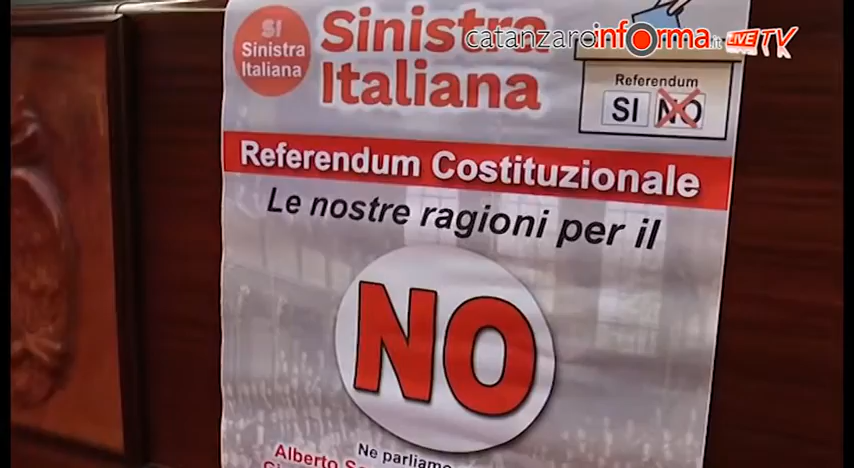 SI
Sinistra
Italiana
Sinistra
Italiana
catanzaroinforma.it LIVE TV
Referendum
SI NO
Referendum Costituzionale
Le nostre ragioni per il
NO
Ne parliamo
Alberto